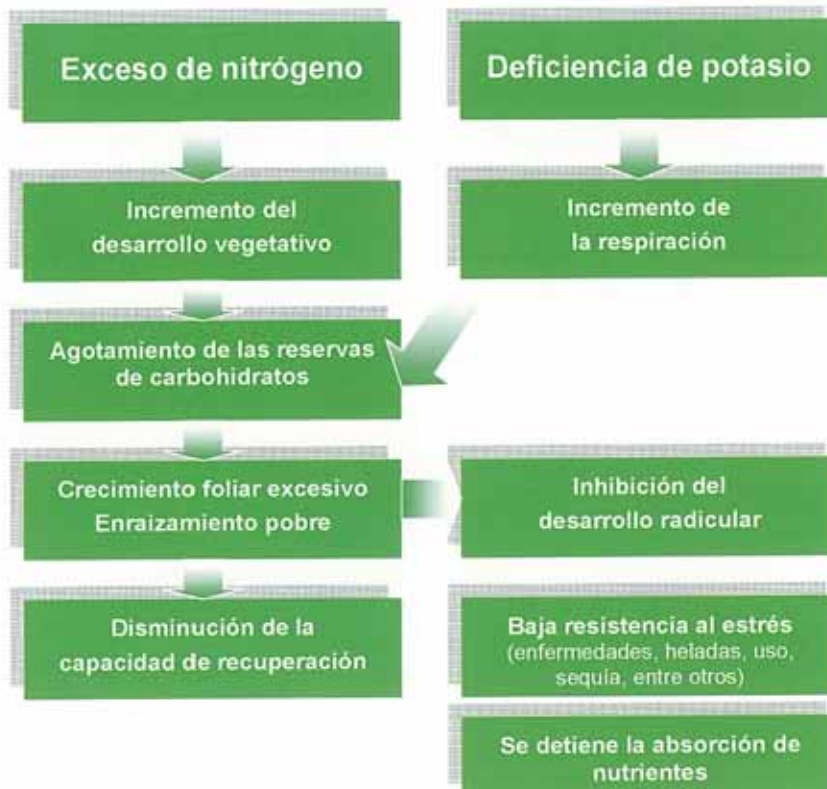 Exceso de nitrógeno
Deficiencia de potasio
Incremento del
desarrollo vegetativo
Incremento de
la respiración
Agotamiento de las reservas
de carbohidratos
Crecimiento foliar excesivo
Enraizamiento pobre
Inhibición del
desarrollo radicular
Disminución de la
capacidad de recuperación
Baja resistencia al estrés
(enfermedades, heladas, uso,
sequía, entre otros)
Se detiene la absorción de
nutrientes